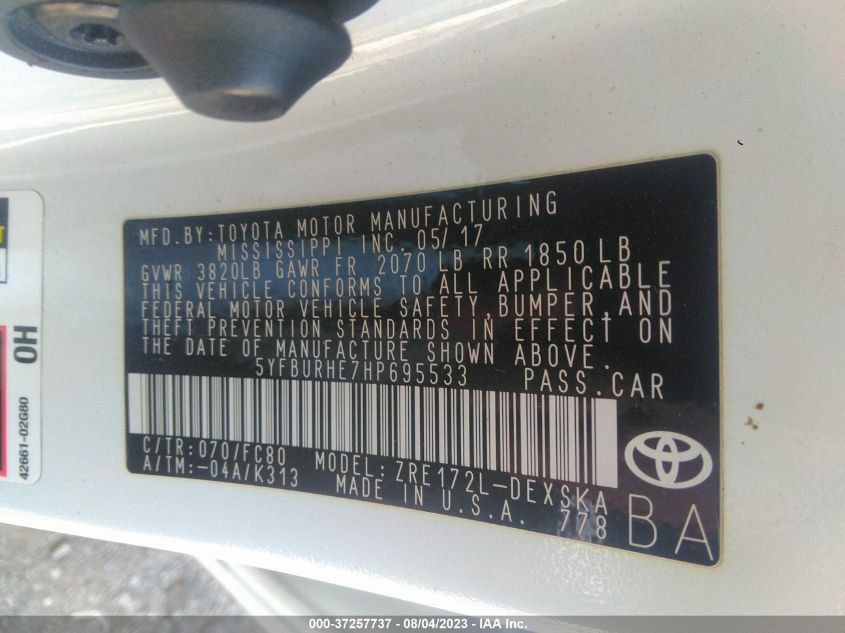 MFD.BY:TOYOTA MOTOR MANUFACTURING
MISSISSIPPI INC. 05/17
GVWR 3820LB GAWR FR 2070 LB RR 1850 LB
THIS VEHICLE CONFORMS TO ALL APPLICABLE
FEDERAL MOTOR VEHICLE SAFETY,BUMPER,AND
THEFT PREVENTION STANDARDS IN EFFECT ON
THE DATE OF MANUFACTURE SHOWN ABOVE.
5YFBURHE7HP695533 PASS.CAR
C/TR:070/FC80 MODEL:ZRE172L-DEXSKA
A/TM:-04A/K313 MADE IN U.S.A. 778
BA
OH
42661-02G80
000-37257737 - 08/04/2023 - IAA Inc.